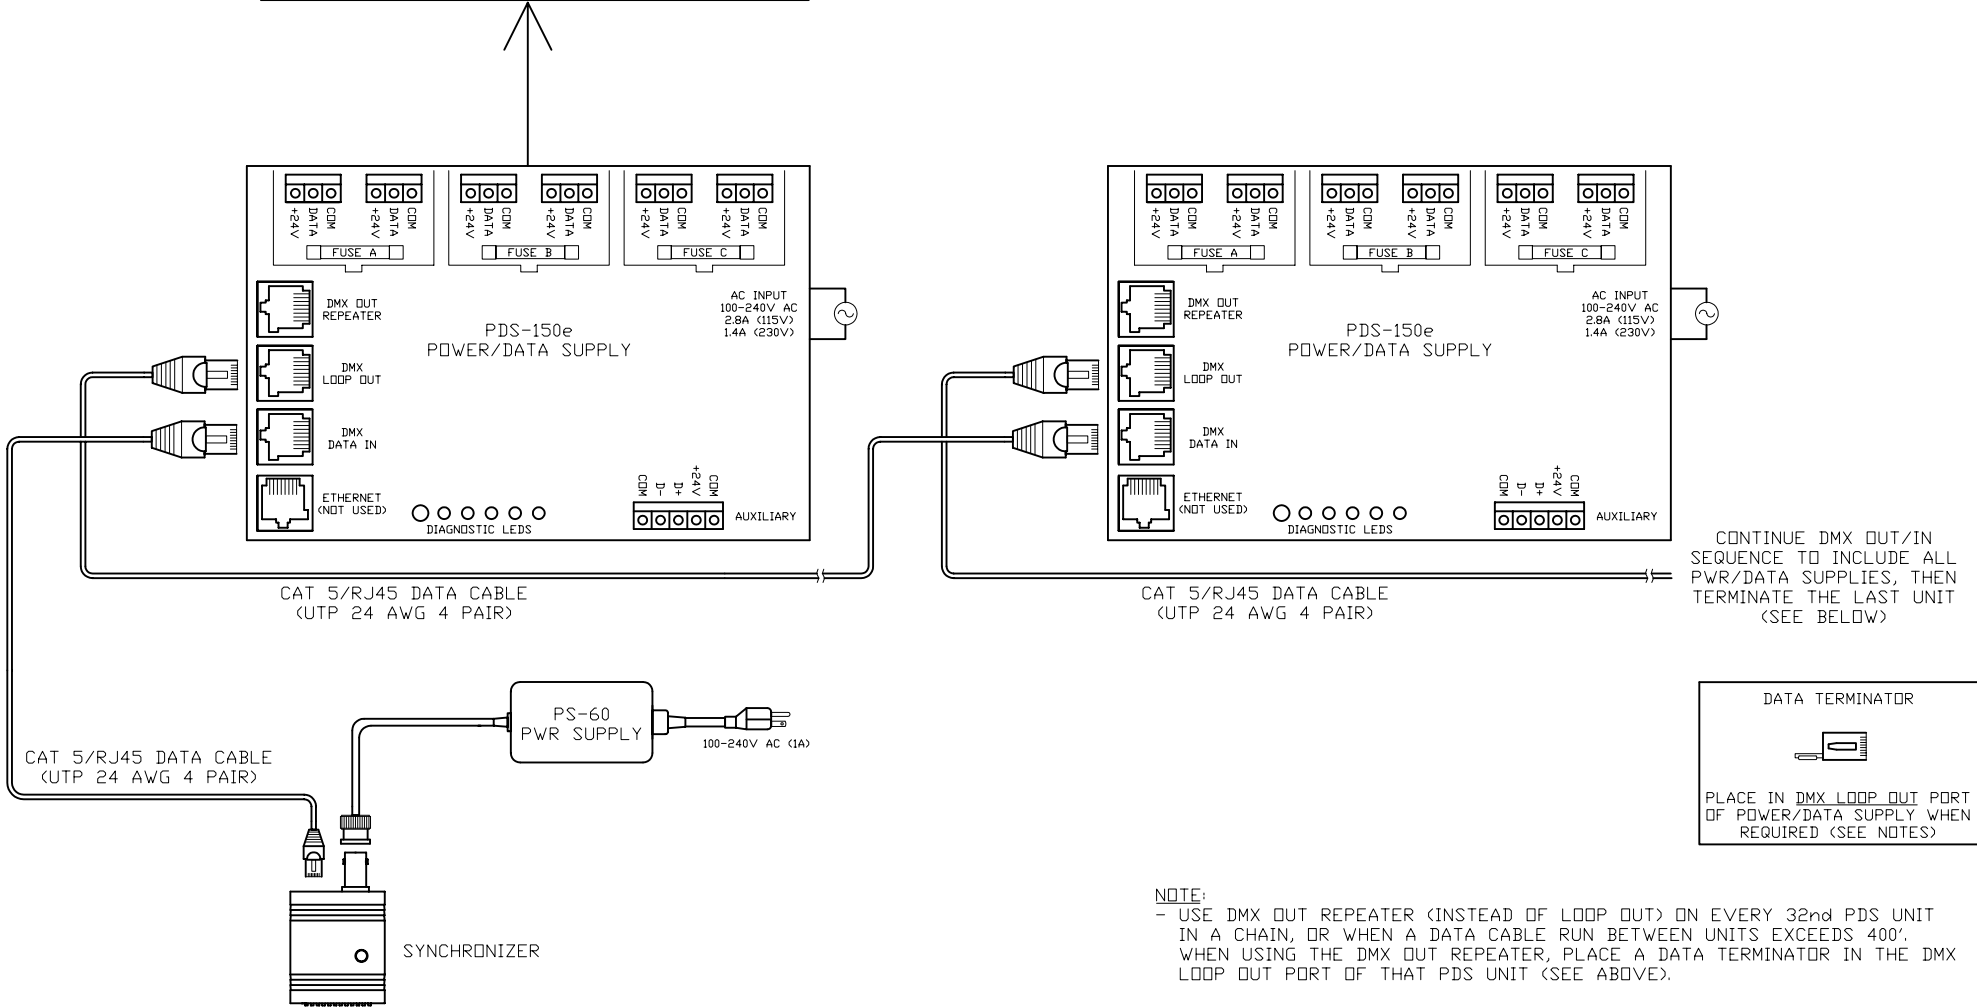 +24V DATA COM +24V DATA COM +24V DATA COM +24V DATA COM +24V DATA COM +24V DATA COM
FUSE A FUSE B FUSE C
DMX OUT
REPEATER
DMX
LOOP OUT
DMX
DATA IN
ETHERNET
(NOT USED)
PDS-150e
POWER/DATA SUPPLY
AC INPUT
100-240V AC
2.8A (115V)
1.4A (230V)
DIAGNOSTIC LEDS
COM D- D+ +24V COM
AUXILIARY
+24V DATA COM +24V DATA COM +24V DATA COM +24V DATA COM +24V DATA COM +24V DATA COM
FUSE A FUSE B FUSE C
DMX OUT
REPEATER
DMX
LOOP OUT
DMX
DATA IN
ETHERNET
(NOT USED)
PDS-150e
POWER/DATA SUPPLY
AC INPUT
100-240V AC
2.8A (115V)
1.4A (230V)
DIAGNOSTIC LEDS
COM D- D+ +24V COM
AUXILIARY
CAT 5/RJ45 DATA CABLE
(UTP 24 AWG 4 PAIR)
CAT 5/RJ45 DATA CABLE
(UTP 24 AWG 4 PAIR)
CONTINUE DMX OUT/IN
SEQUENCE TO INCLUDE ALL
PWR/DATA SUPPLIES, THEN
TERMINATE THE LAST UNIT
(SEE BELOW)
CAT 5/RJ45 DATA CABLE
(UTP 24 AWG 4 PAIR)
PS-60
PWR SUPPLY
100-240V AC (1A)
SYNCHRONIZER
DATA TERMINATOR
PLACE IN DMX LOOP OUT PORT
OF POWER/DATA SUPPLY WHEN
REQUIRED (SEE NOTES)
NOTE:
- USE DMX OUT REPEATER (INSTEAD OF LOOP OUT) ON EVERY 32nd PDS UNIT
IN A CHAIN, OR WHEN A DATA CABLE RUN BETWEEN UNITS EXCEEDS 400'.
WHEN USING THE DMX OUT REPEATER, PLACE A DATA TERMINATOR IN THE DMX
LOOP OUT PORT OF THAT PDS UNIT (SEE ABOVE).